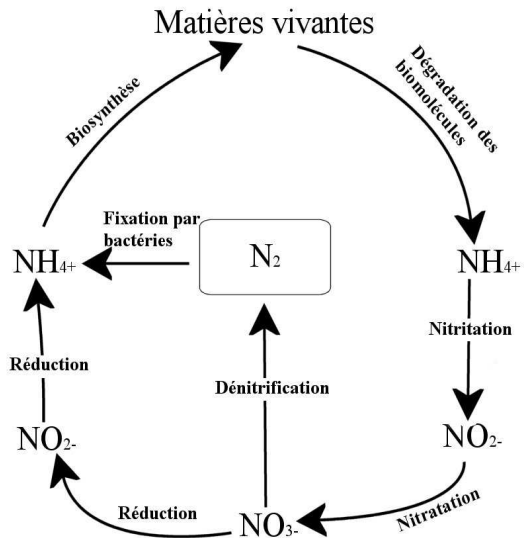 Matières vivantes
Biosynthèse
Dégradation des
biomolécules
Fixation par
bactéries
N2
NH4+
NH4+
Nitritation
Réduction
Dénitrification
NO2-
NO2-
Réduction
NO3-
Nitratation